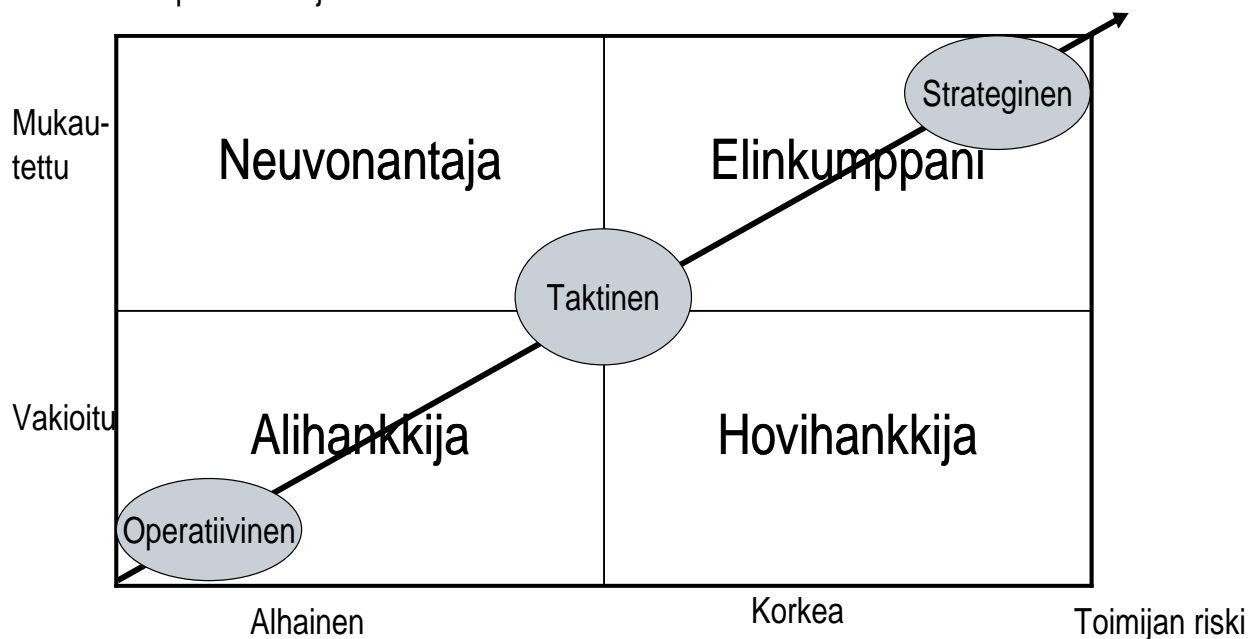 Strateginen
Mukau-
tettu
Neuvonantaja
Elinkumppani
Taktinen
Vakioitu
Alihankkija
Hovihankkija
Operatiivinen
Alhainen
Korkea
Toimijan riski